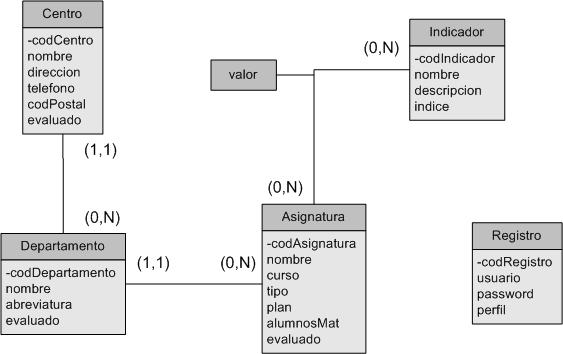 Centro
-codCentro
nombre
direccion
telefono
codPostal
evaluado
(1,1)
(0,N)
Departamento
-codDepartamento
nombre
abreviatura
evaluado
(1,1)
(0,N)
Asignatura
-codAsignatura
nombre
curso
tipo
plan
alumnosMat
evaluado
(0,N)
valor
(0,N)
Indicador
-codIndicador
nombre
descripcion
indice
Registro
-codRegistro
usuario
password
perfil